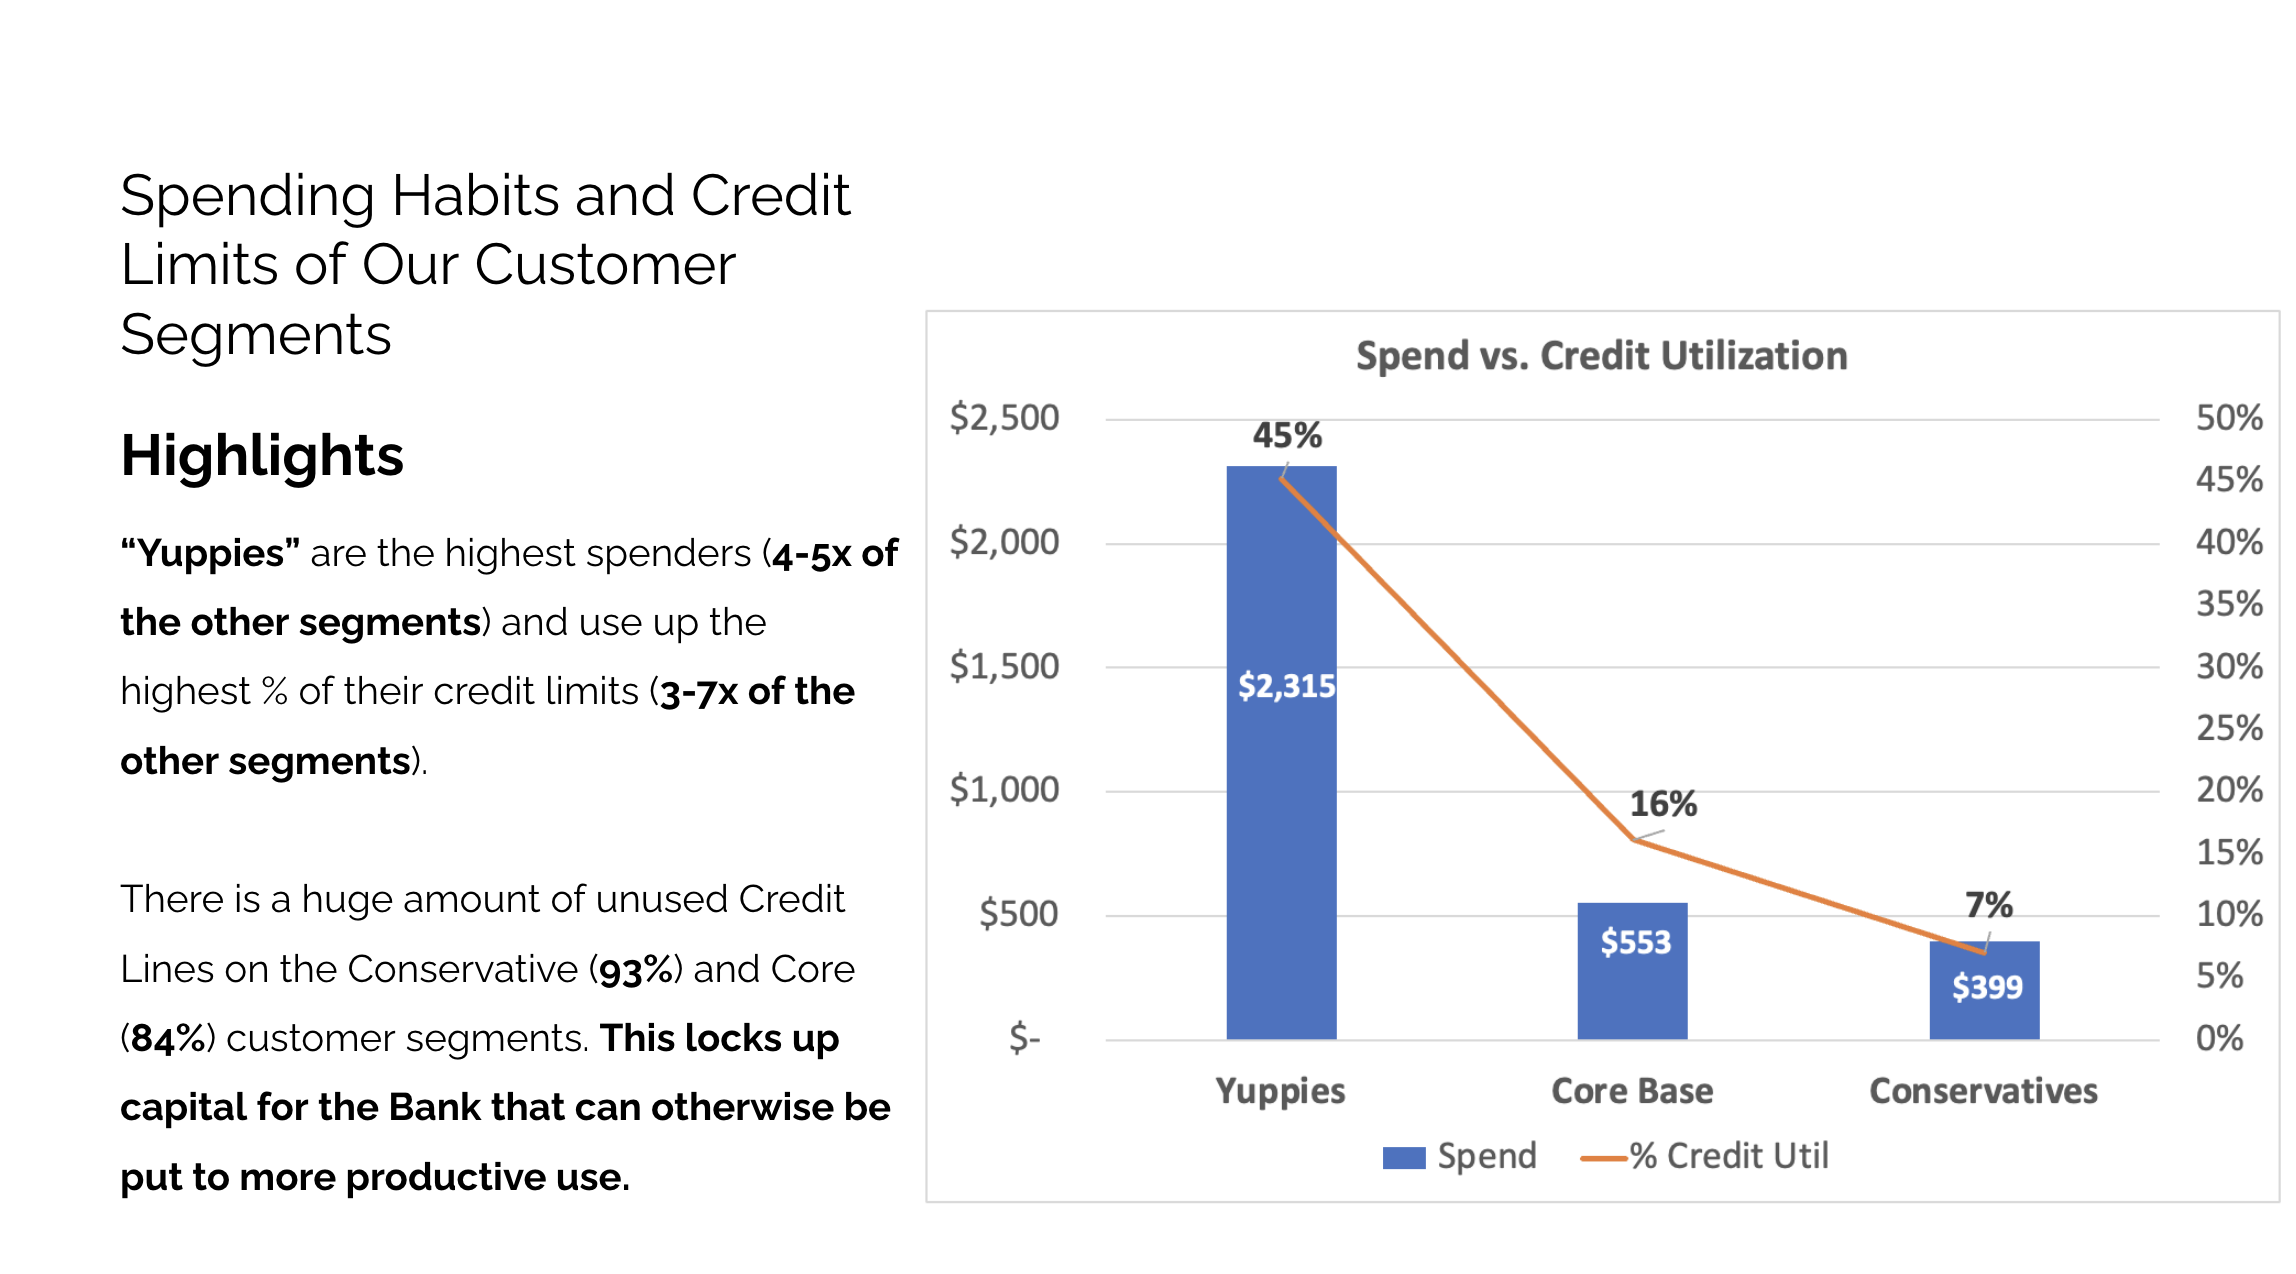 Spending Habits and Credit
Limits of Our Customer
Segments
Highlights
“Yuppies” are the highest spenders (4-5x of
the other segments) and use up the
highest % of their credit limits (3-7x of the
other segments).
There is a huge amount of unused Credit
Lines on the Conservative (93%) and Core
(84%) customer segments. This locks up
capital for the Bank that can otherwise be
put to more productive use.
Spend vs. Credit Utilization
$2,500
$2,000
$1,500
$1,000
$500
$-
45%
$2,315
16%
$553
7%
$399
50%
45%
40%
35%
30%
25%
20%
15%
10%
5%
0%
Yuppies
Core Base
Conservatives
Spend
% Credit Util